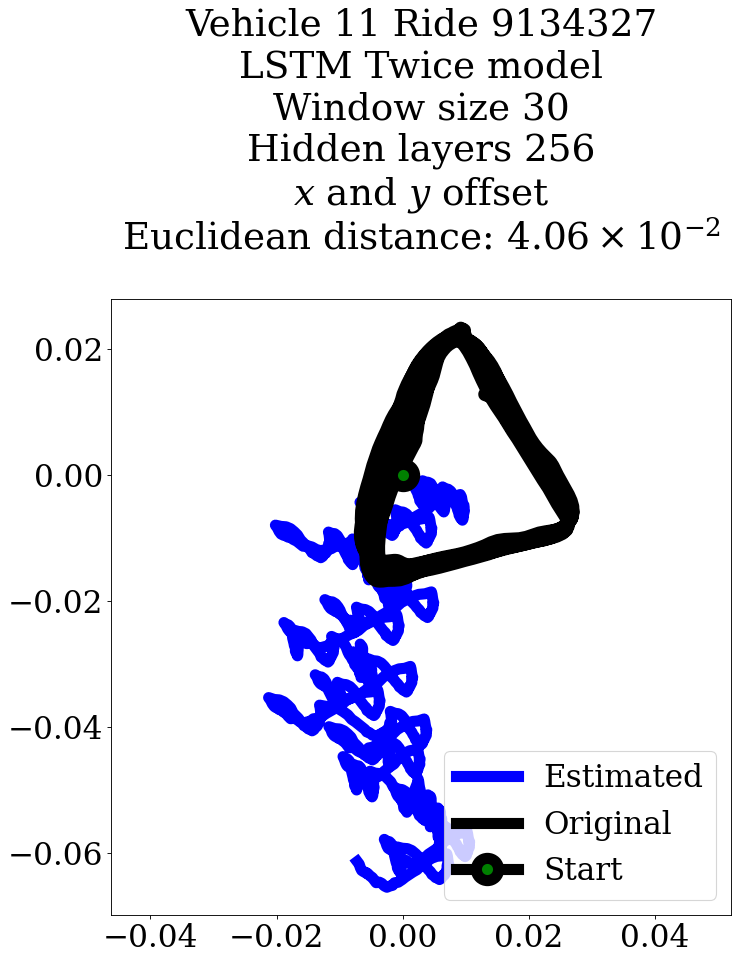 Vehicle 11 Ride 9134327
LSTM Twice model
Window size 30
Hidden layers 256
x and y offset
Euclidean distance: 4.06 × 10⁻²
0.02
0.00
−0.02
−0.04
−0.06
Estimated
Original
Start
−0.04 −0.02 0.00 0.02 0.04